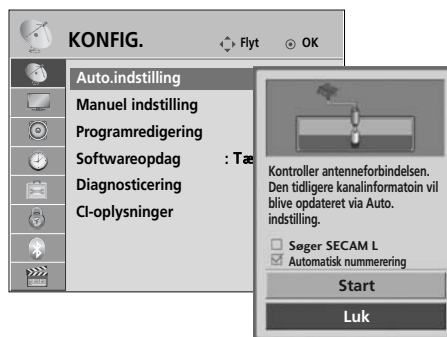 KONFIG.
Flyt
OK
Auto.indstilling
Manuel indstilling
Programredigering
Softwareopdag : Tæ
Diagnosticering
CI-oplysninger
Kontroller antenneforbindelsen.
Den tidligere kanalinformatoin vil
blive opdateret via Auto.
indstilling.
Søger SECAM L
Automatisk nummerering
Start
Luk